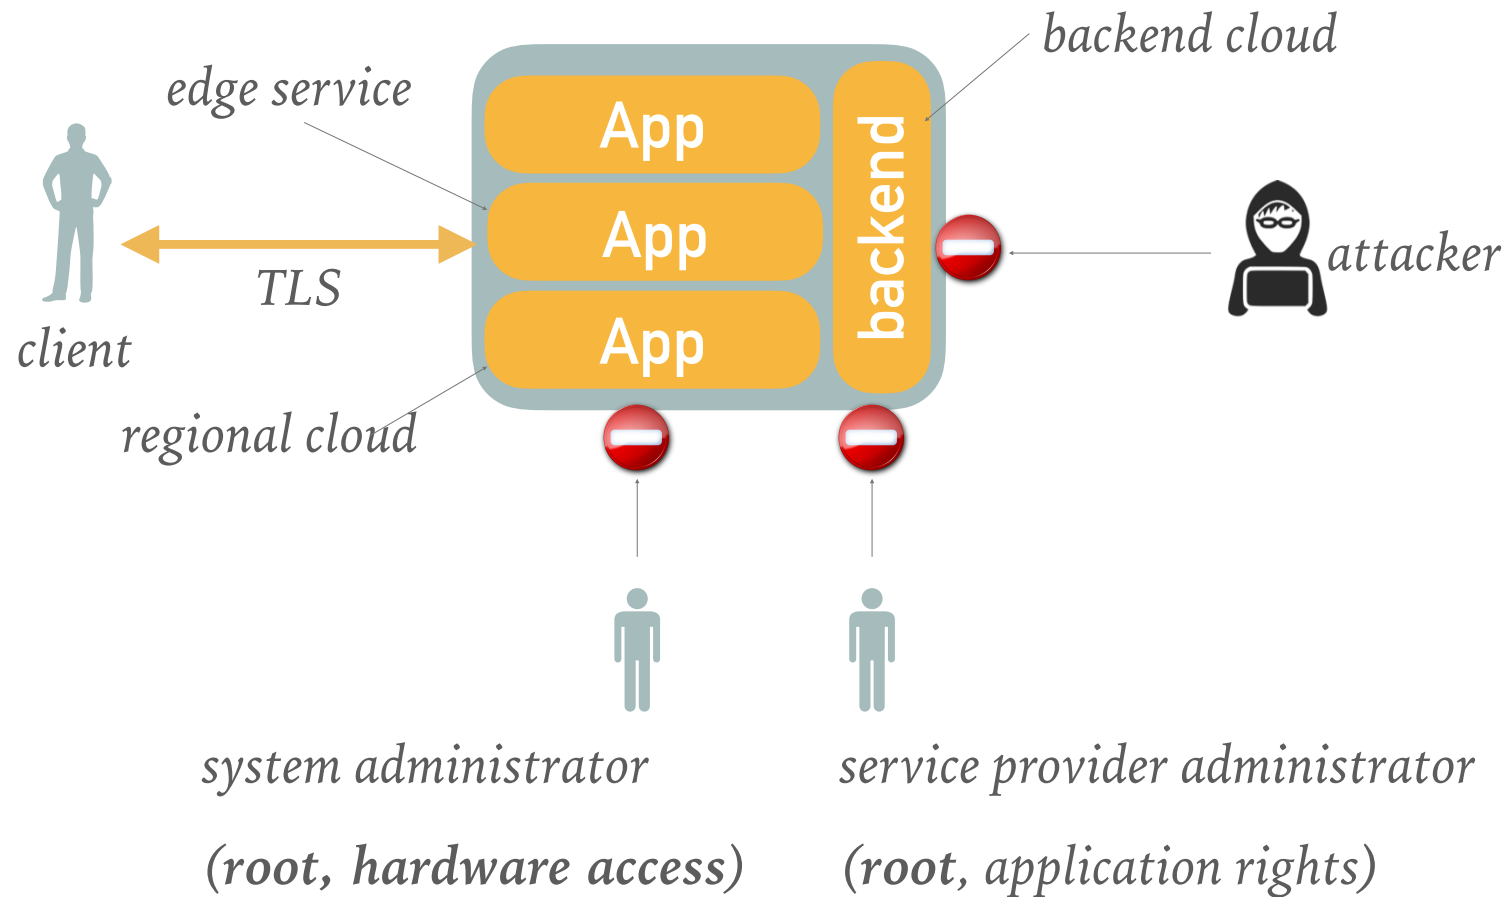 backend cloud
edge service
App
App
App
backend
TLS
client
attacker
regional cloud
system administrator
(root, hardware access)
service provider administrator
(root, application rights)